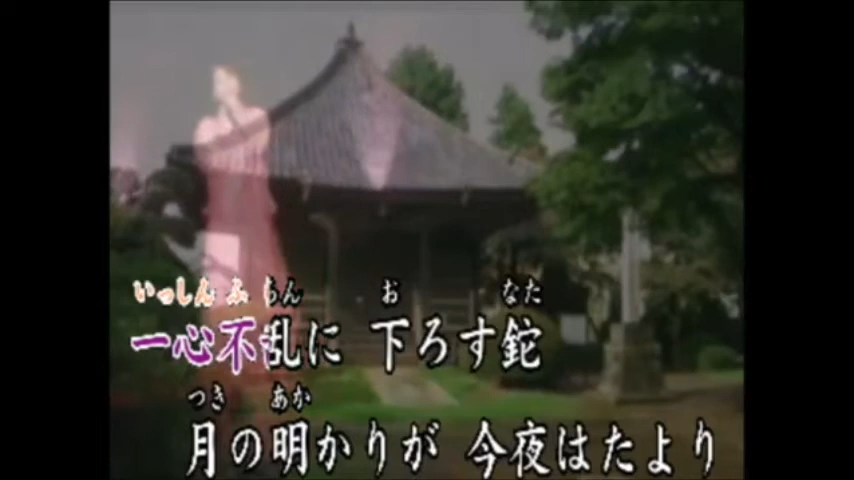 いっしんふらん お なた
一心不乱に 下ろす鉈
つき あか
月の明かりが 今夜はたより